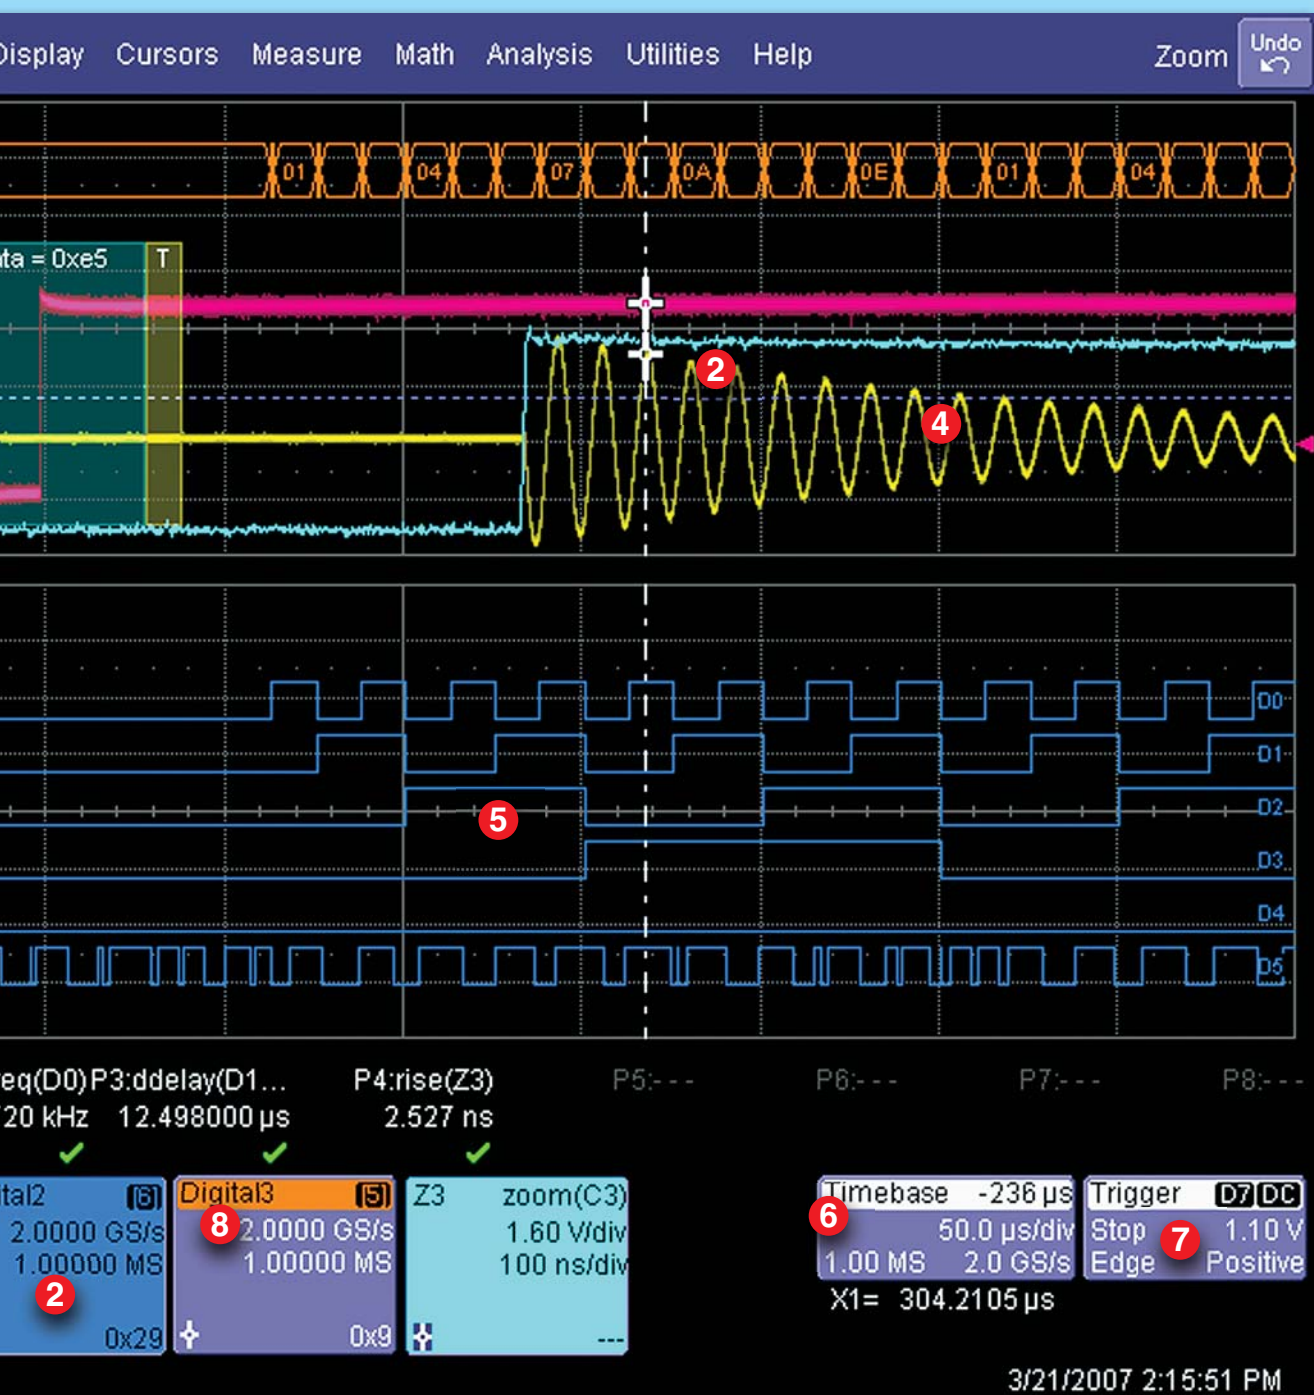 Display Cursors Measure Math Analysis Utilities Help Zoom Undo
01 04 07 0A 0E 01 04
ta = 0xe5 T
2
4
D0
D1
5 D2
D3
D4
D5
req(D0) P3:ddelay(D1... P4:rise(Z3) P5:- - - P6:- - - P7:- - - P8:- - -
720 kHz 12.498000 µs 2.527 ns
ital2 [6] Digital3 [5] Z3 zoom(C3) Timebase -236 µs Trigger D7 DC
8 6
2.0000 GS/s 2.0000 GS/s 1.60 V/div 50.0 µs/div Stop 1.10 V
7
1.00000 MS 1.00000 MS 100 ns/div 1.00 MS 2.0 GS/s Edge Positive
2 X1= 304.2105 µs
0x29 0x9 ---
3/21/2007 2:15:51 PM